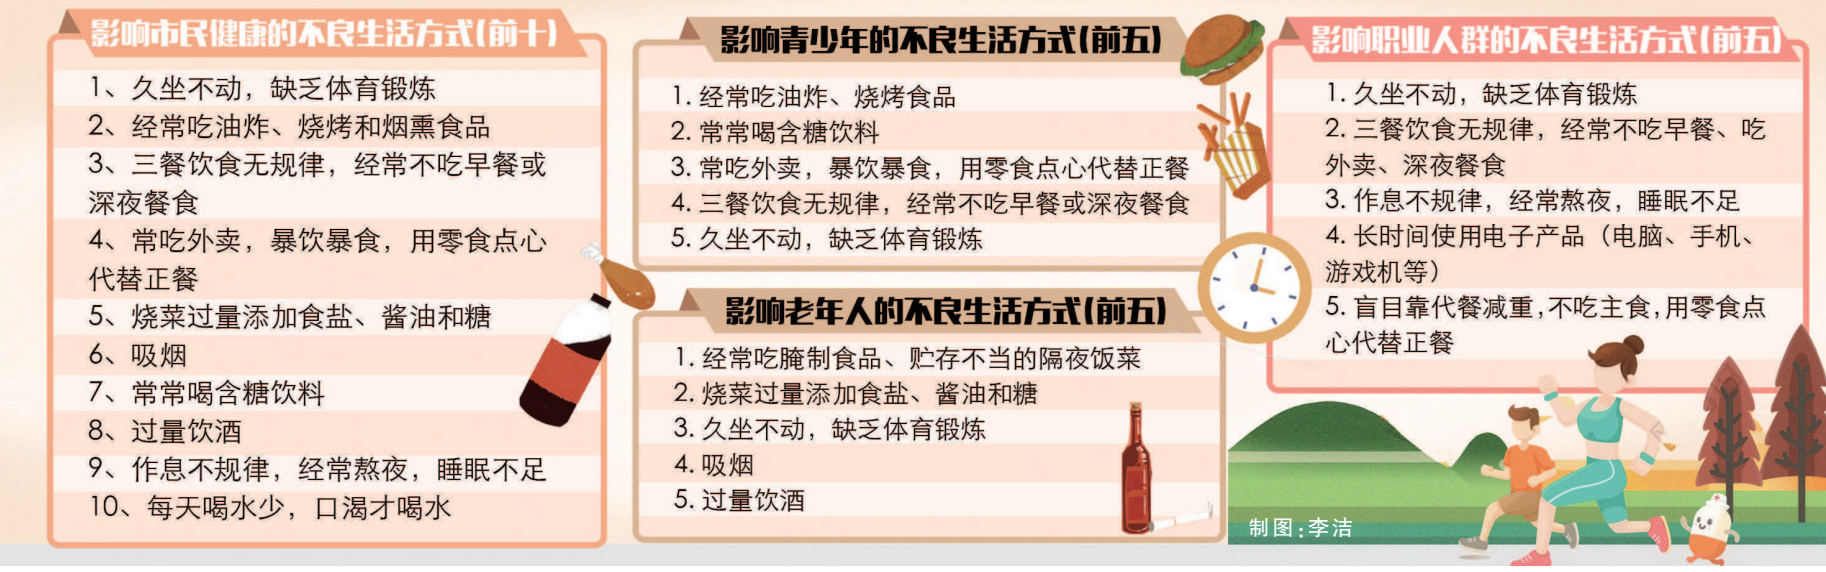 影响市民健康的不良生活方式(前十)
1、久坐不动，缺乏体育锻炼
2、经常吃油炸、烧烤和烟熏食品
3、三餐饮食无规律，经常不吃早餐或
深夜餐食
4、常吃外卖，暴饮暴食，用零食点心
代替正餐
5、烧菜过量添加食盐、酱油和糖
6、吸烟
7、常常喝含糖饮料
8、过量饮酒
9、作息不规律，经常熬夜，睡眠不足
10、每天喝水少，口渴才喝水
影响青少年的不良生活方式(前五)
1. 经常吃油炸、烧烤食品
2. 常常喝含糖饮料
3. 常吃外卖，暴饮暴食，用零食点心代替正餐
4. 三餐饮食无规律，经常不吃早餐或深夜餐食
5. 久坐不动，缺乏体育锻炼
影响老年人的不良生活方式(前五)
1. 经常吃腌制食品、贮存不当的隔夜饭菜
2. 烧菜过量添加食盐、酱油和糖
3. 久坐不动，缺乏体育锻炼
4. 吸烟
5. 过量饮酒
影响职业人群的不良生活方式(前五)
1. 久坐不动，缺乏体育锻炼
2. 三餐饮食无规律，经常不吃早餐、吃
外卖、深夜餐食
3. 作息不规律，经常熬夜，睡眠不足
4. 长时间使用电子产品（电脑、手机、
游戏机等）
5. 盲目靠代餐减重,不吃主食,用零食点
心代替正餐
制图:李洁